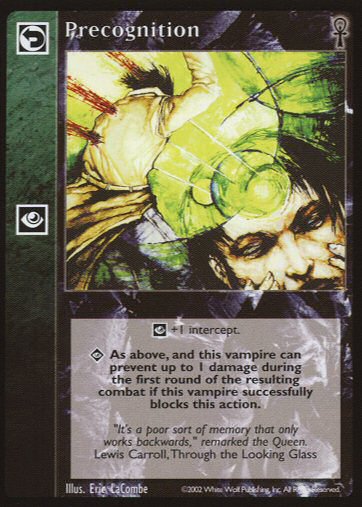 Precognition
+1 intercept.
As above, and this vampire can
prevent up to 1 damage during
the first round of the resulting
combat if this vampire successfully
blocks this action.
"It's a poor sort of memory that only
works backwards," remarked the Queen.
Lewis Carroll, Through the Looking Glass
Illus. Eric LaCombe
©2002 White Wolf Publishing, Inc. All Rights Reserved.